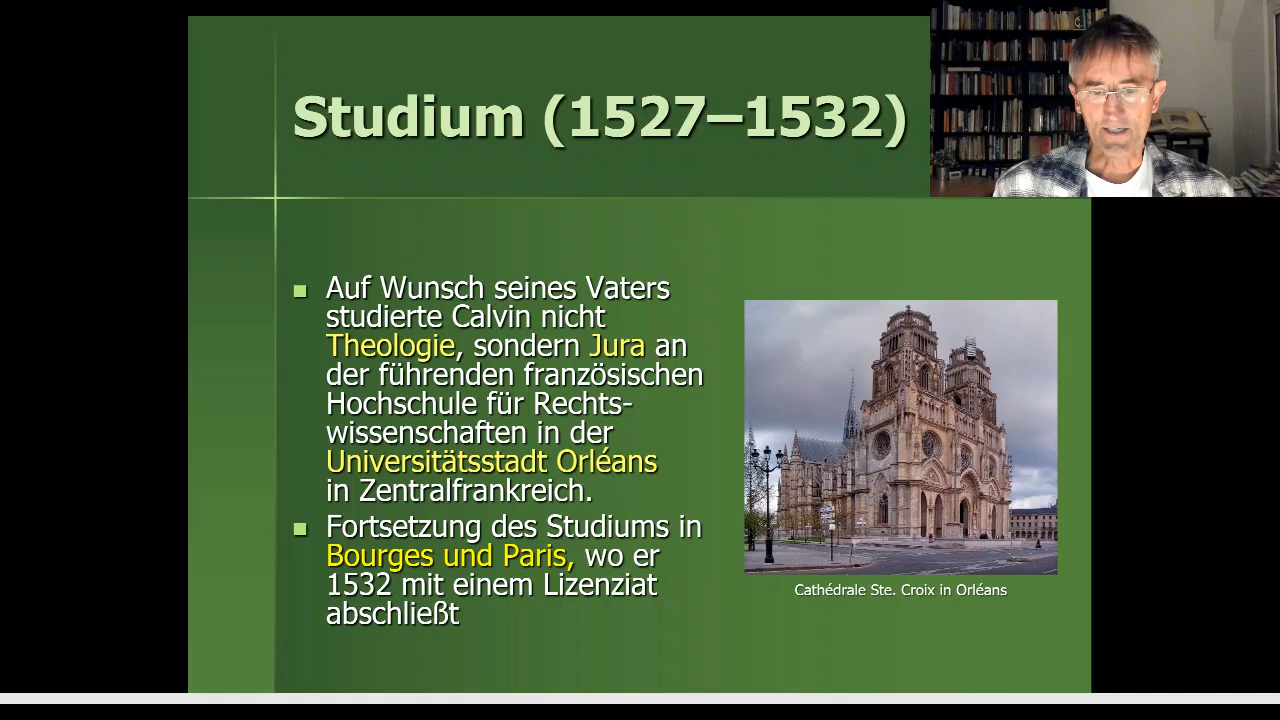 Studium (1527–1532)
Auf Wunsch seines Vaters
studierte Calvin nicht
Theologie, sondern Jura an
der führenden französischen
Hochschule für Rechts-
wissenschaften in der
Universitätsstadt Orléans
in Zentralfrankreich.
Fortsetzung des Studiums in
Bourges und Paris, wo er
1532 mit einem Lizenziat
abschließt
Cathédrale Ste. Croix in Orléans